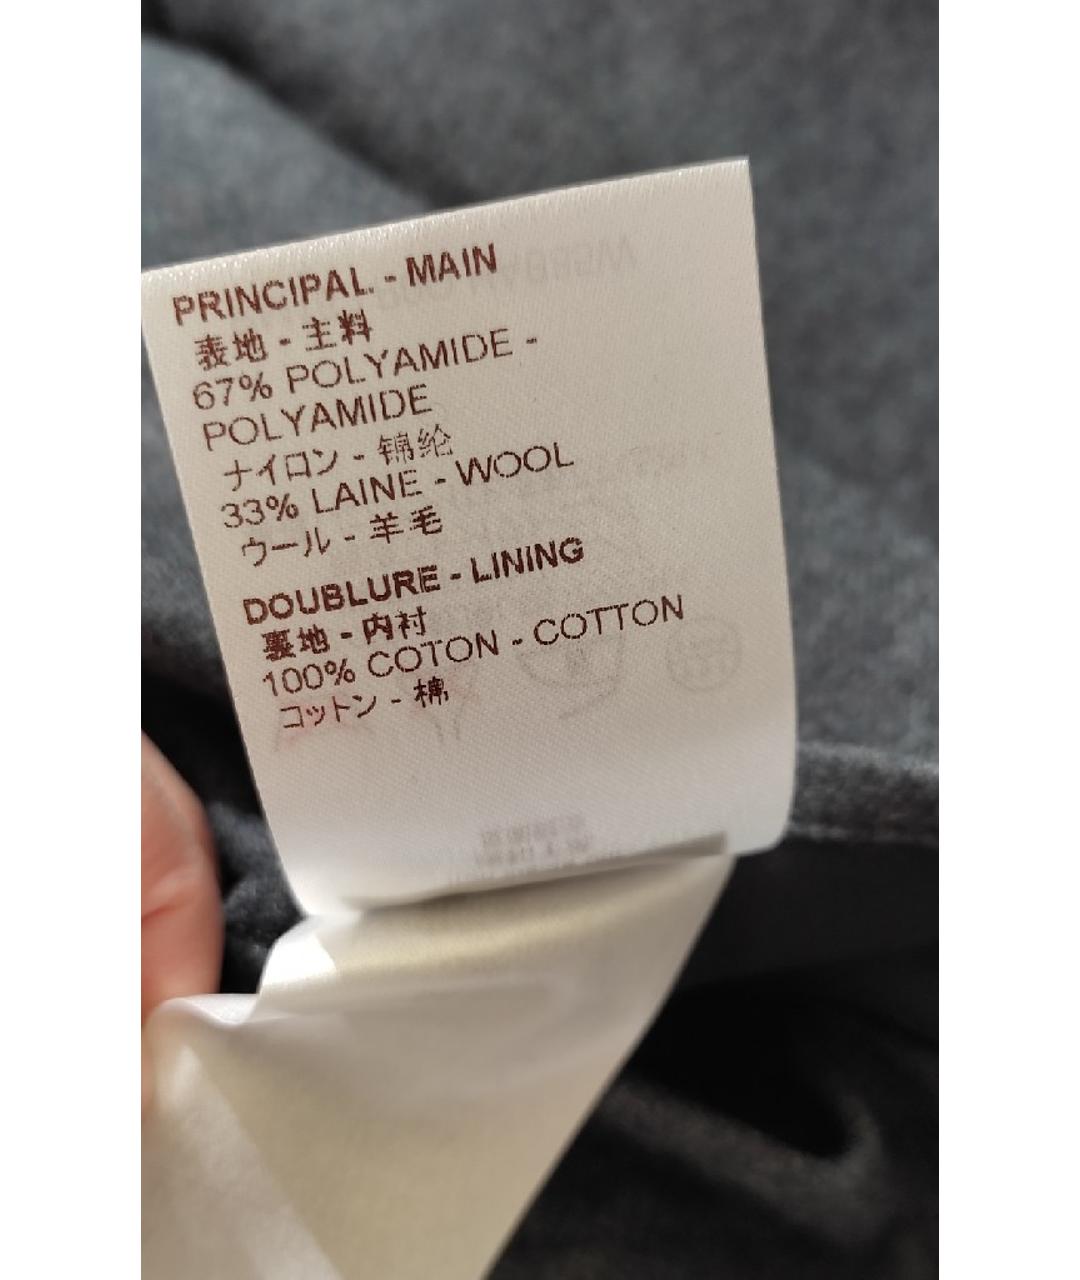 PRINCIPAL - MAIN
表地 - 主料
67% POLYAMIDE -
POLYAMIDE
ナイロン - 锦纶
33% LAINE - WOOL
ウール - 羊毛
DOUBLURE - LINING
裏地 - 内衬
100% COTON - COTTON
コットン - 棉